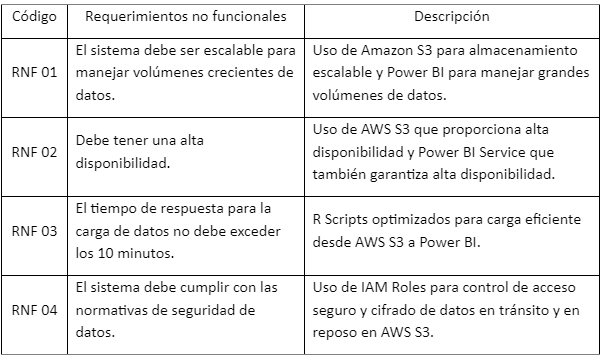 Código Requerimientos no funcionales Descripción
RNF 01
El sistema debe ser escalable para
manejar volúmenes crecientes de
datos.
Uso de Amazon S3 para almacenamiento
escalable y Power BI para manejar grandes
volúmenes de datos.
RNF 02
Debe tener una alta
disponibilidad.
Uso de AWS S3 que proporciona alta
disponibilidad y Power BI Service que
también garantiza alta disponibilidad.
RNF 03
El tiempo de respuesta para la
carga de datos no debe exceder
los 10 minutos.
R Scripts optimizados para carga eficiente
desde AWS S3 a Power BI.
RNF 04
El sistema debe cumplir con las
normativas de seguridad de
datos.
Uso de IAM Roles para control de acceso
seguro y cifrado de datos en tránsito y en
reposo en AWS S3.